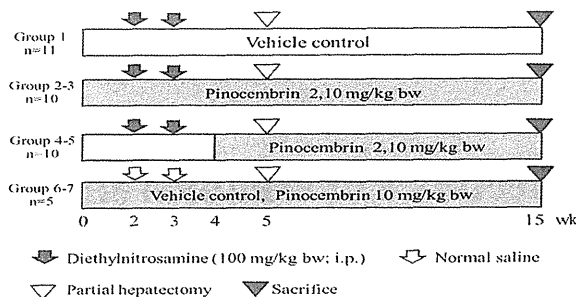 Group 1
n=11
Vehicle control
Group 2-3
n=10
Pinocembrin 2,10 mg/kg bw
Group 4-5
n=10
Pinocembrin 2,10 mg/kg bw
Group 6-7
n=5
Vehicle control, Pinocembrin 10 mg/kg bw
0 2 3 4 5 15 wk
Diethylnitrosamine (100 mg/kg bw; i.p.) Normal saline
Partial hepatectomy Sacrifice